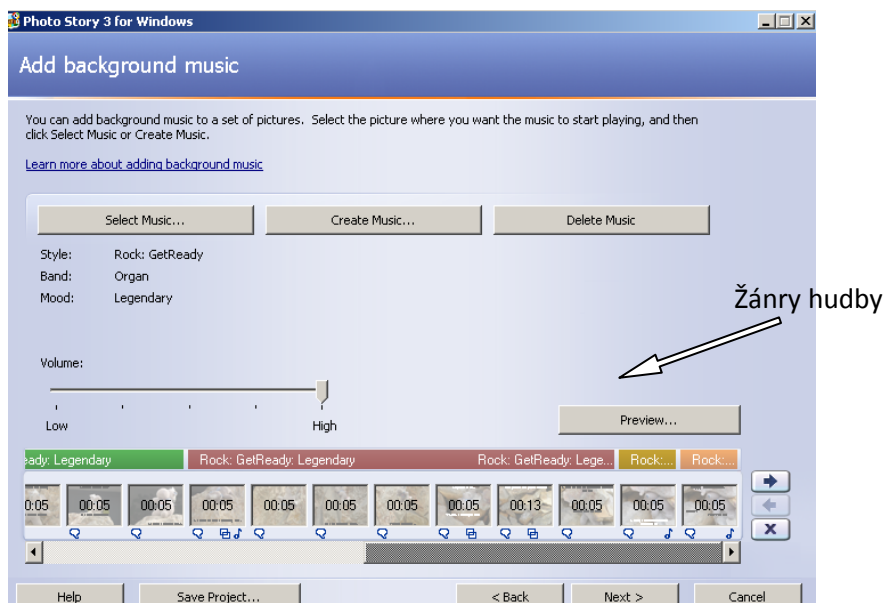 Photo Story 3 for Windows
Add background music
You can add background music to a set of pictures. Select the picture where you want the music to start playing, and then
click Select Music or Create Music.
Learn more about adding background music
Select Music... Create Music... Delete Music
Style: Rock: GetReady
Band: Organ
Mood: Legendary
Žánry hudby
Volume:
Low High
Preview...
eady: Legendary Rock: GetReady: Legendary Rock: GetReady: Lege... Rock:... Rock:...
0:05 00:05 00:05 00:05 00:05 00:05 00:05 00:05 00:13 00:05 00:05 00:05
Help Save Project... < Back Next > Cancel